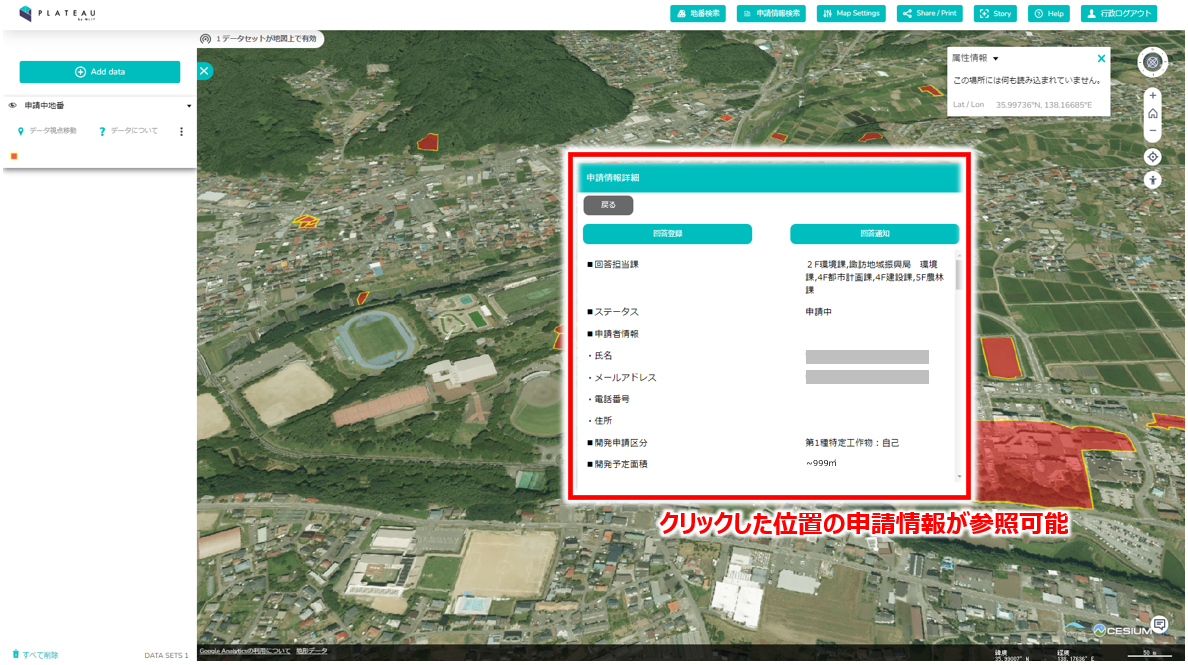 PLATEAU
by MLIT
地番検索
申請情報検索
Map Settings
Share / Print
Story
Help
行政ログアウト
1 データセットが地図上で有効
Add data
申請中地番
データ視点移動
データについて
属性情報
この場所には何も読み込まれていません。
Lat / Lon 35.99736°N, 138.16685°E
申請情報詳細
戻る
回答登録
回答通知
■回答担当課
２F環境課,諏訪地域振興局 環境
課,4F都市計画課,4F建設課,5F農林
課
■ステータス
申請中
■申請者情報
・氏名
・メールアドレス
・電話番号
・住所
■開発申請区分
第1種特定工作物：自己
■開発予定面積
~999㎡
クリックした位置の申請情報が参照可能
CESIUM
すべて削除
DATA SETS 1
Google Analyticsの利用について 地図データ
緯度
35.99007° N
経度
138.17636° E
50 m